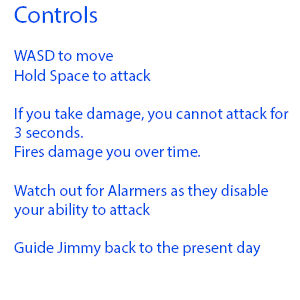 Controls
WASD to move
Hold Space to attack
If you take damage, you cannot attack for
3 seconds.
Fires damage you over time.
Watch out for Alarmers as they disable
your ability to attack
Guide Jimmy back to the present day